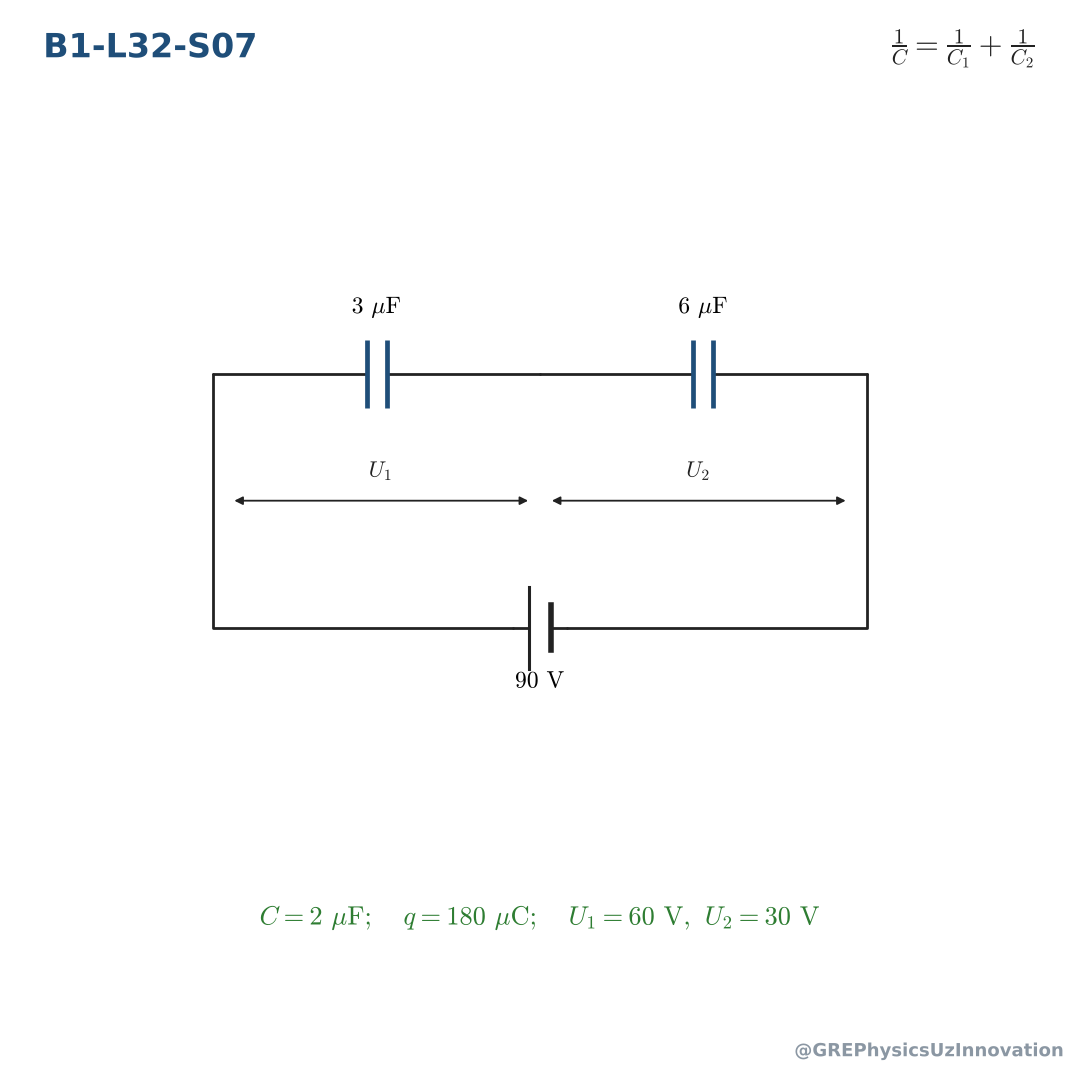 B1-L32-S07
1/C = 1/C₁ + 1/C₂
3 μF
6 μF
U₁
U₂
90 V
C = 2 μF; q = 180 μC; U₁ = 60 V, U₂ = 30 V
@GREPhysicsUzInnovation